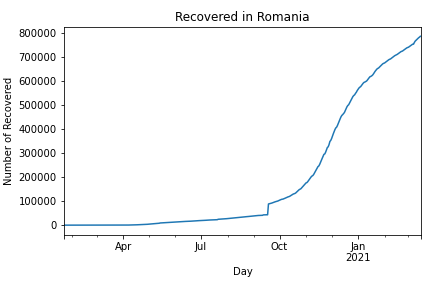 Recovered in Romania
800000
700000
600000
500000
400000
300000
200000
100000
0
Number of Recovered
Apr Jul Oct Jan
2021
Day